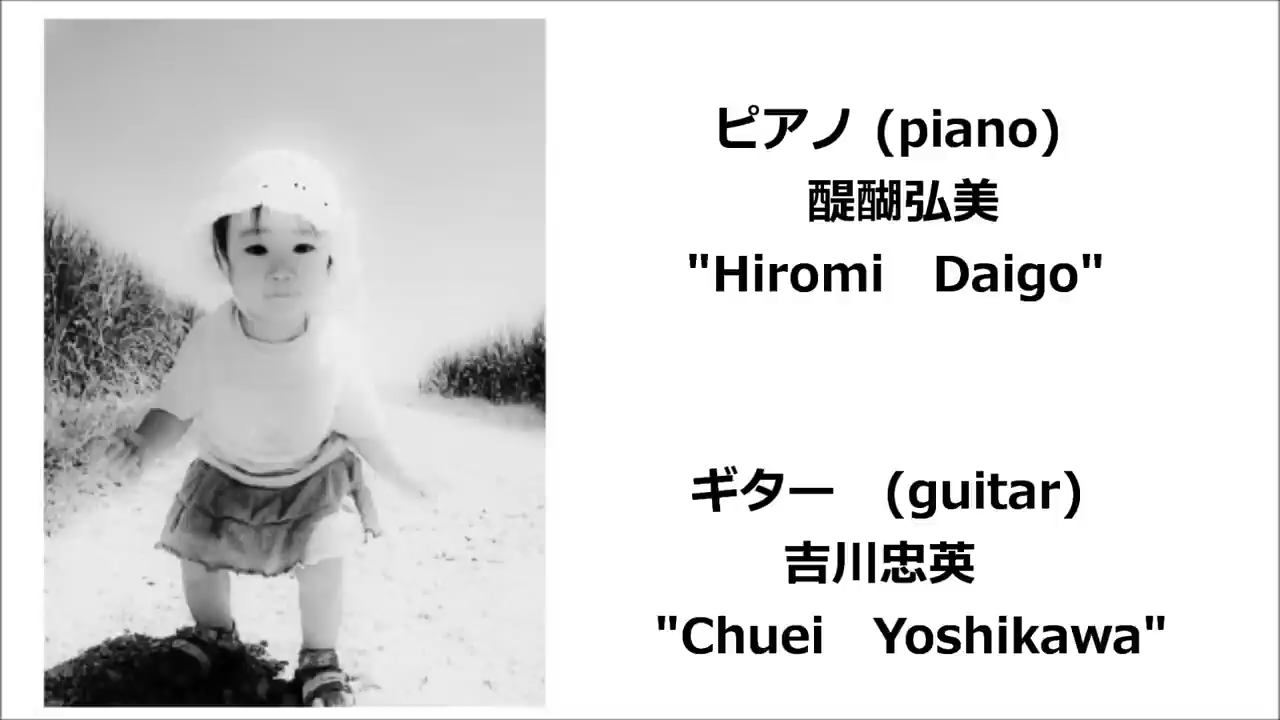 ピアノ (piano)
醍醐弘美
"Hiromi　Daigo"
ギター　(guitar)
吉川忠英
"Chuei　Yoshikawa"